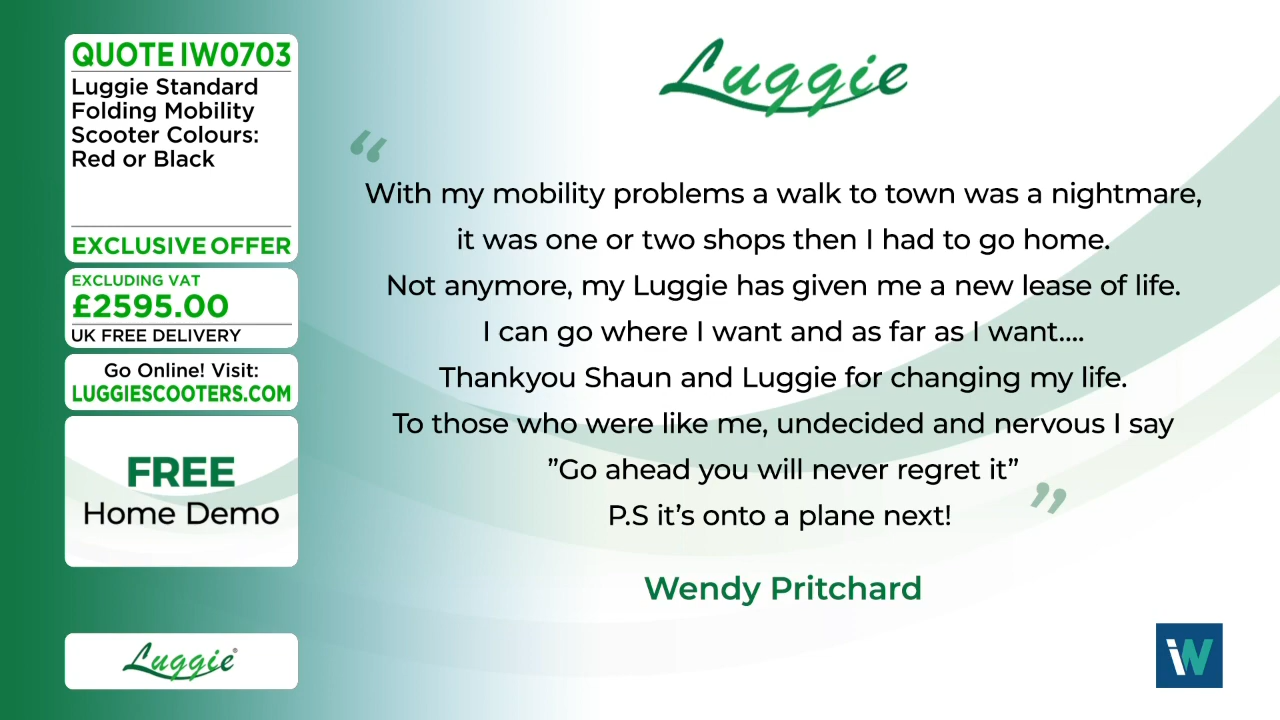 QUOTE IW0703
Luggie Standard
Folding Mobility
Scooter Colours:
Red or Black
EXCLUSIVE OFFER
EXCLUDING VAT
£2595.00
UK FREE DELIVERY
Go Online! Visit:
LUGGIESCOOTERS.COM
FREE
Home Demo
Luggie®
Luggie
“
With my mobility problems a walk to town was a nightmare,
it was one or two shops then I had to go home.
Not anymore, my Luggie has given me a new lease of life.
I can go where I want and as far as I want....
Thankyou Shaun and Luggie for changing my life.
To those who were like me, undecided and nervous I say
”Go ahead you will never regret it”
P.S it’s onto a plane next!
”
Wendy Pritchard
iW